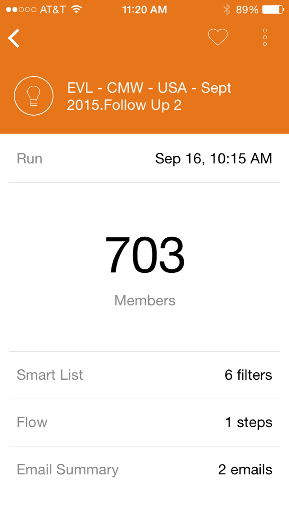 AT&T 11:20 AM 89%
EVL - CMW - USA - Sept
2015.Follow Up 2
Run Sep 16, 10:15 AM
703
Members
Smart List 6 filters
Flow 1 steps
Email Summary 2 emails